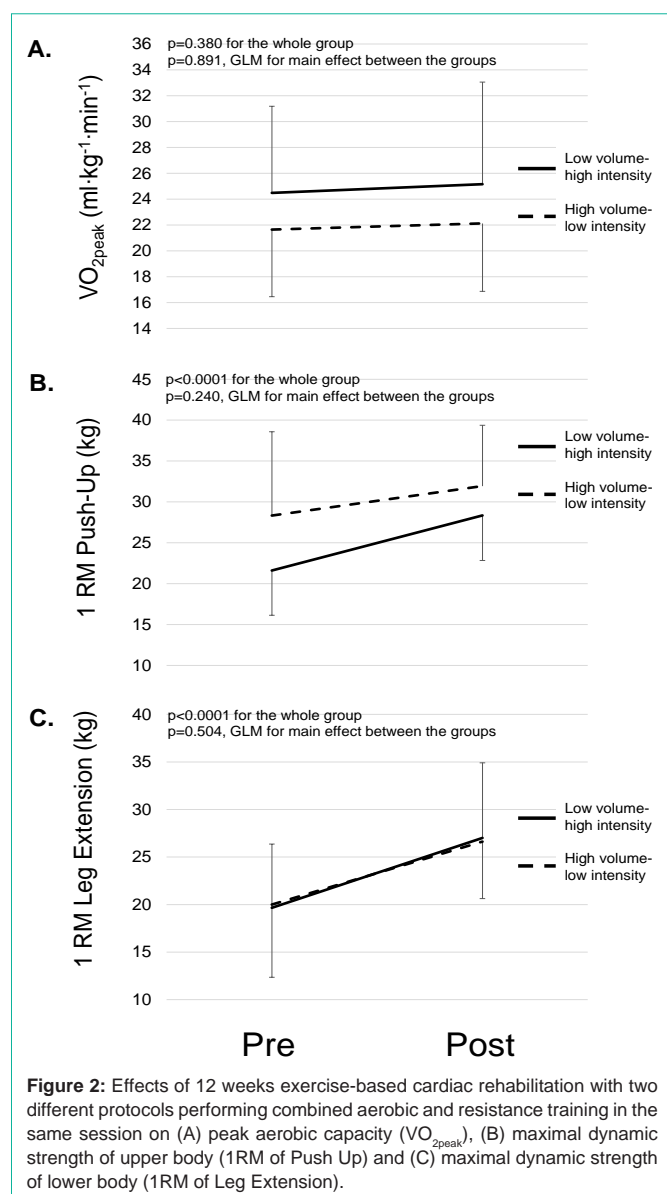 A.
p=0.380 for the whole group
p=0.891, GLM for main effect between the groups
VO2peak (ml·kg-1·min-1)
36
34
32
30
28
26
24
22
20
18
16
14
Low volume-
high intensity
High volume-
low intensity
B.
p<0.0001 for the whole group
p=0.240, GLM for main effect between the groups
1 RM Push-Up (kg)
45
40
35
30
25
20
15
10
Low volume-
high intensity
High volume-
low intensity
C.
p<0.0001 for the whole group
p=0.504, GLM for main effect between the groups
1 RM Leg Extension (kg)
40
35
30
25
20
15
10
Low volume-
high intensity
High volume-
low intensity
Pre Post
Figure 2: Effects of 12 weeks exercise-based cardiac rehabilitation with two
different protocols performing combined aerobic and resistance training in the
same session on (A) peak aerobic capacity (VO2peak), (B) maximal dynamic
strength of upper body (1RM of Push Up) and (C) maximal dynamic strength
of lower body (1RM of Leg Extension).